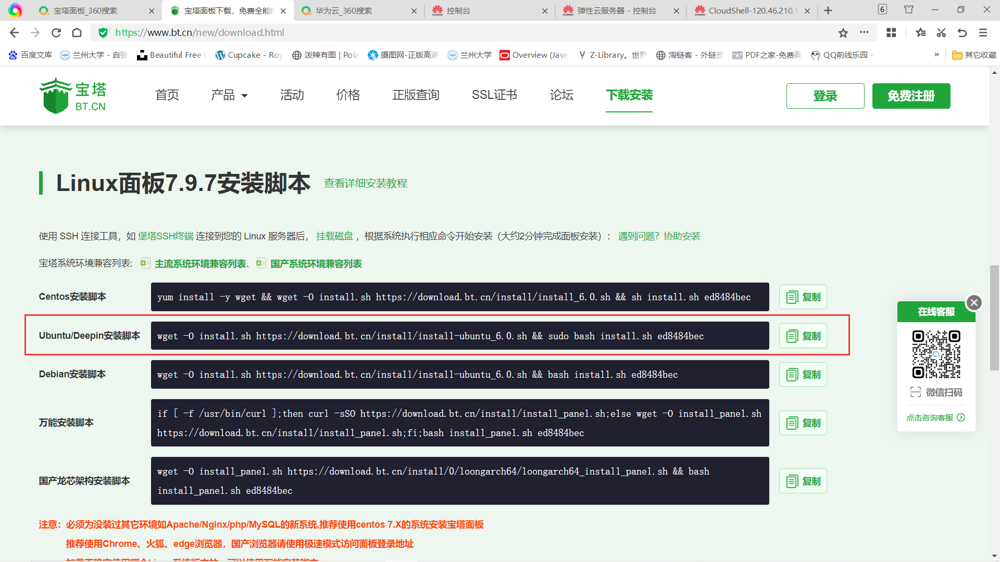 宝塔面板_360搜索
宝塔面板下载，免费全能的
华为云_360搜索
控制台
弹性云服务器 - 控制台
CloudShell-120.46.210.1
6
https://www.bt.cn/new/download.html
百度文库
兰州大学 - 自强
Beautiful Free
Cupcake - Roy
泼辣有图 | Pola
摄图网-正版高清
兰州大学
Overview (Java
Z-Library。世界
淘链客 - 外链资
PDF之家-免费高
QQ前线乐园 -
»
其它收藏
宝塔
BT.CN
首页
产品
活动
价格
正版查询
SSL证书
论坛
下载安装
登录
免费注册
Linux面板7.9.7安装脚本
查看详细安装教程
使用 SSH 连接工具，如 堡塔SSH终端 连接到您的 Linux 服务器后， 挂载磁盘 ，根据系统执行相应命令开始安装（大约2分钟完成面板安装）： 遇到问题？协助安装
宝塔系统环境兼容列表: 主流系统环境兼容列表、 国产系统环境兼容列表
Centos安装脚本
yum install -y wget && wget -O install.sh https://download.bt.cn/install/install_6.0.sh && sh install.sh ed8484bec
复制
Ubuntu/Deepin安装脚本
wget -O install.sh https://download.bt.cn/install/install-ubuntu_6.0.sh && sudo bash install.sh ed8484bec
复制
Debian安装脚本
wget -O install.sh https://download.bt.cn/install/install-ubuntu_6.0.sh && bash install.sh ed8484bec
复制
万能安装脚本
if [ -f /usr/bin/curl ];then curl -sSO https://download.bt.cn/install/install_panel.sh;else wget -O install_panel.sh
https://download.bt.cn/install/install_panel.sh;fi;bash install_panel.sh ed8484bec
复制
国产龙芯架构安装脚本
wget -O install_panel.sh https://download.bt.cn/install/0/loongarch64/loongarch64_install_panel.sh && bash
install_panel.sh ed8484bec
复制
在线客服
微信扫码
点击咨询客服
注意：必须为没装过其它环境如Apache/Nginx/php/MySQL的新系统,推荐使用centos 7.X的系统安装宝塔面板
推荐使用Chrome、火狐、edge浏览器，国产浏览器请使用极速模式访问面板登录地址